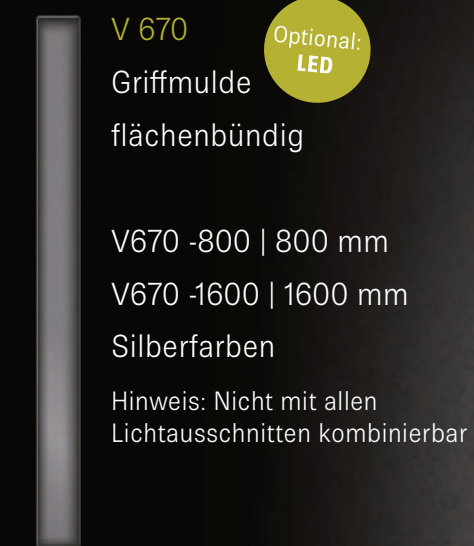 V 670
Optional:
LED
Griffmulde
flächenbündig
V670 -800 | 800 mm
V670 -1600 | 1600 mm
Silberfarben
Hinweis: Nicht mit allen
Lichtausschnitten kombinierbar